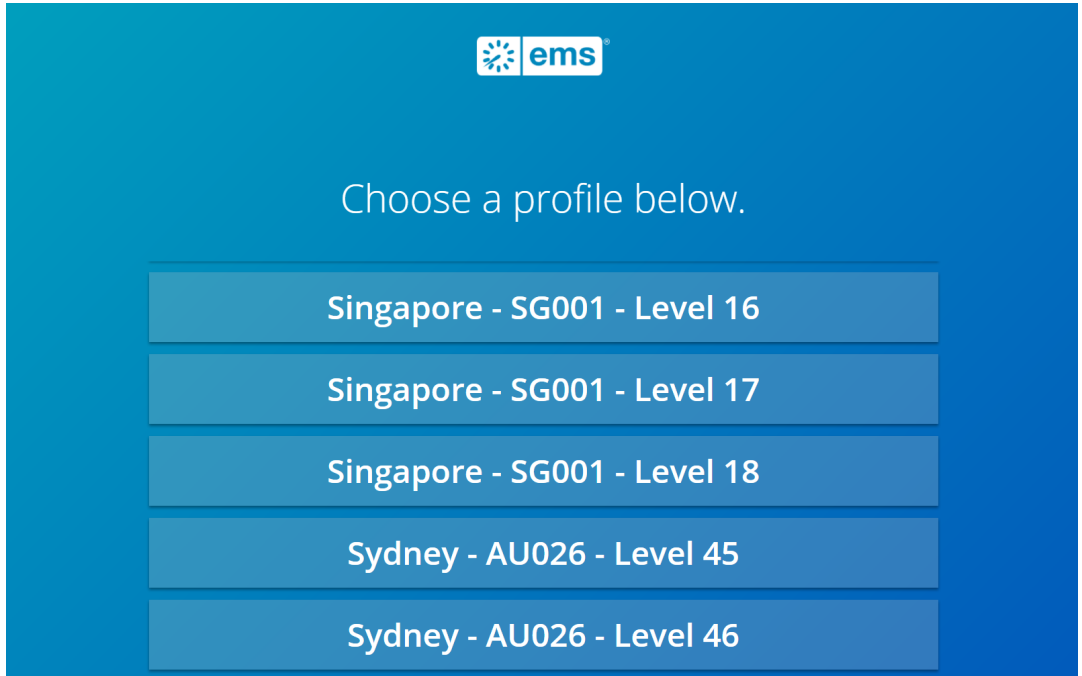 ems®
Choose a profile below.
Singapore - SG001 - Level 16
Singapore - SG001 - Level 17
Singapore - SG001 - Level 18
Sydney - AU026 - Level 45
Sydney - AU026 - Level 46